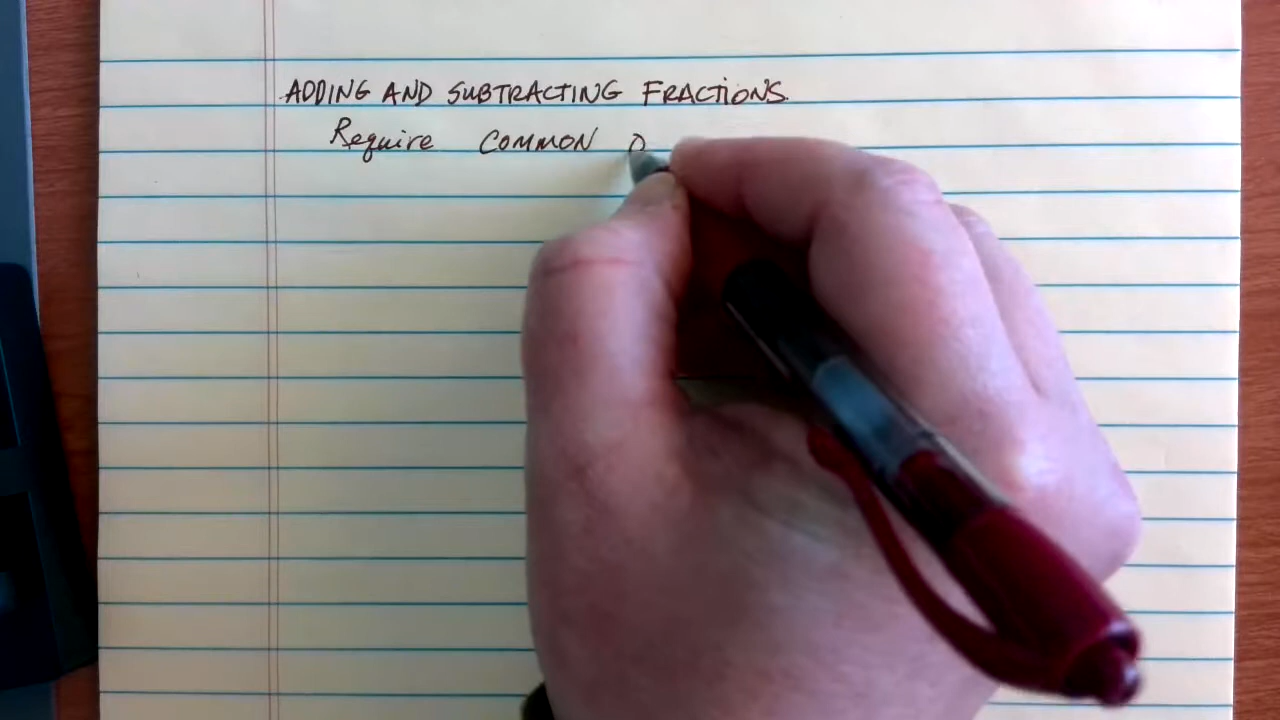 ADDING AND SUBTRACTING FRACTIONS.
Require COMMON D